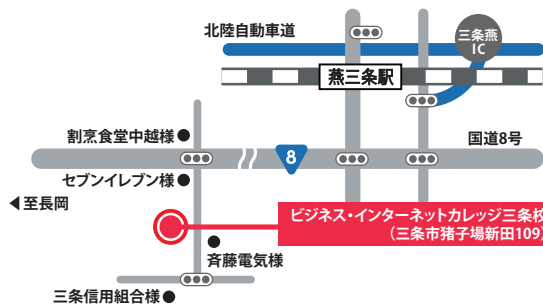 北陸自動車道
三条燕
IC
燕三条駅
割烹食堂中越様
国道8号
8
セブンイレブン様
至長岡
ビジネス・インターネットカレッジ三条校
(三条市猪子場新田109)
斉藤電気様
三条信用組合様